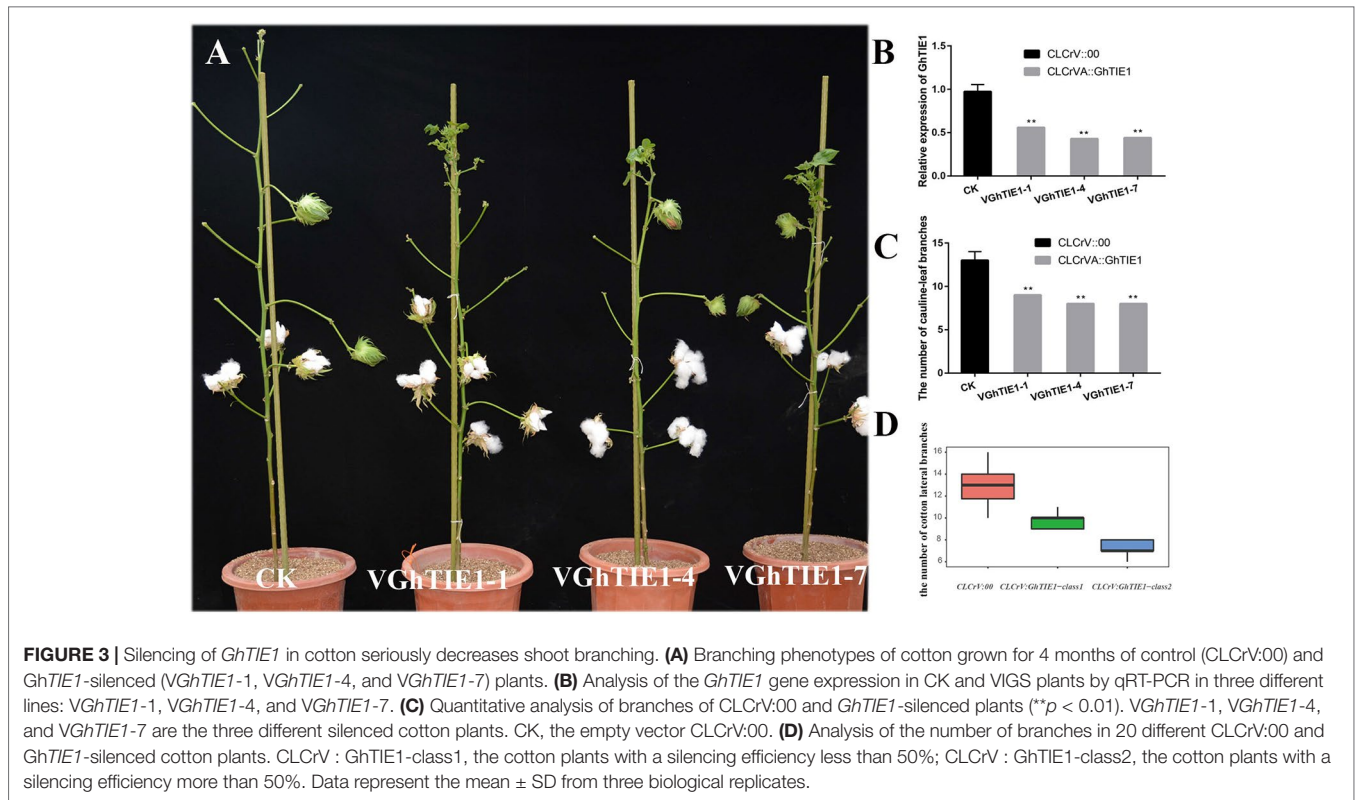 A
CK
VGhTIE1-1
VGhTIE1-4
VGhTIE1-7
B
Relative expression of GhTIE1
1.5
1.0
0.5
0.0
CLCrV::00
CLCrVA::GhTIE1
**
**
**
CK
VGhTIE1-1
VGhTIE1-4
VGhTIE1-7
C
The number of cauline-leaf branches
15
10
5
0
CLCrV::00
CLCrVA::GhTIE1
**
**
**
CK
VGhTIE1-1
VGhTIE1-4
VGhTIE1-7
D
the number of cotton lateral branches
16
14
12
10
8
6
CLCrV:00
CLCrV:GhTIE1-class1
CLCrV:GhTIE1-class2
FIGURE 3 | Silencing of GhTIE1 in cotton seriously decreases shoot branching. (A) Branching phenotypes of cotton grown for 4 months of control (CLCrV:00) and
GhTIE1-silenced (VGhTIE1-1, VGhTIE1-4, and VGhTIE1-7) plants. (B) Analysis of the GhTIE1 gene expression in CK and VIGS plants by qRT-PCR in three different
lines: VGhTIE1-1, VGhTIE1-4, and VGhTIE1-7. (C) Quantitative analysis of branches of CLCrV:00 and GhTIE1-silenced plants (**p < 0.01). VGhTIE1-1, VGhTIE1-4,
and VGhTIE1-7 are the three different silenced cotton plants. CK, the empty vector CLCrV:00. (D) Analysis of the number of branches in 20 different CLCrV:00 and
GhTIE1-silenced cotton plants. CLCrV : GhTIE1-class1, the cotton plants with a silencing efficiency less than 50%; CLCrV : GhTIE1-class2, the cotton plants with a
silencing efficiency more than 50%. Data represent the mean ± SD from three biological replicates.